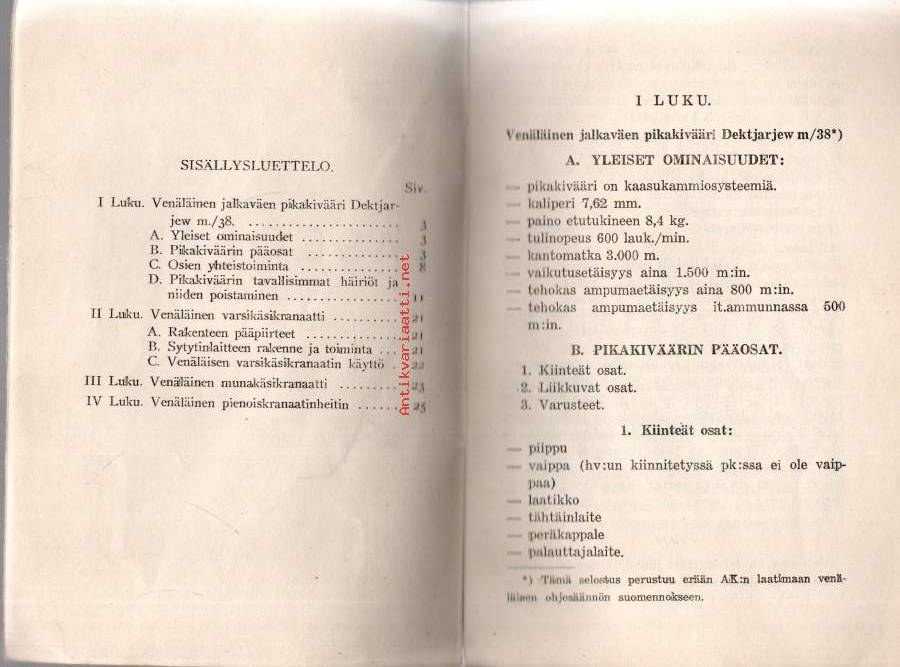 SISÄLLYSLUETTELO.
Siv.
I Luku. Venäläinen jalkaväen pikakivääri Dektjar-
jew m./38. ........................ 3
A. Yleiset ominaisuudet ............... 3
B. Pikakiväärin pääosat .............. 3
C. Osien yhteistoiminta ............... 8
D. Pikakiväärin tavallisimmat häiriöt ja
niiden poistaminen ................. 11
II Luku. Venäläinen varsikäsikranaatti .......... 21
A. Rakenteen pääpiirteet .............. 21
B. Sytytinlaitteen rakenne ja toiminta ... 21
C. Venäläisen varsikäsikranaatin käyttö . 22
III Luku. Venäläinen munakäsikranaatti ......... 23
IV Luku. Venäläinen pienoiskranaatinheitin ...... 25
Antikvariaatti.net
I LUKU.
Venäläinen jalkaväen pikakivääri Dektjarjew m/38*)
A. YLEISET OMINAISUUDET:
— pikakivääri on kaasukammiosysteemiä.
— kaliperi 7,62 mm.
— paino etutukineen 8,4 kg.
— tulinopeus 600 lauk./min.
— kantomatka 3.000 m.
— vaikutusetäisyys aina 1.500 m:in.
— tehokas ampumaetäisyys aina 800 m:in.
— tehokas ampumaetäisyys it.ammunnassa 500
m:in.
B. PIKAKIVÄÄRIN PÄÄOSAT.
1. Kiinteät osat.
2. Liikkuvat osat.
3. Varusteet.
1. Kiinteät osat:
— piippu
— vaippa (hv:un kiinnitetyssä pk:ssa ei ole vaip-
paa)
— laatikko
— tähtäinlaite
— peräkappale
— palauttajalaite.
*) Tämä selostus perustuu erään AK:n laatimaan venä-
läisen ohjesäännön suomennokseen.